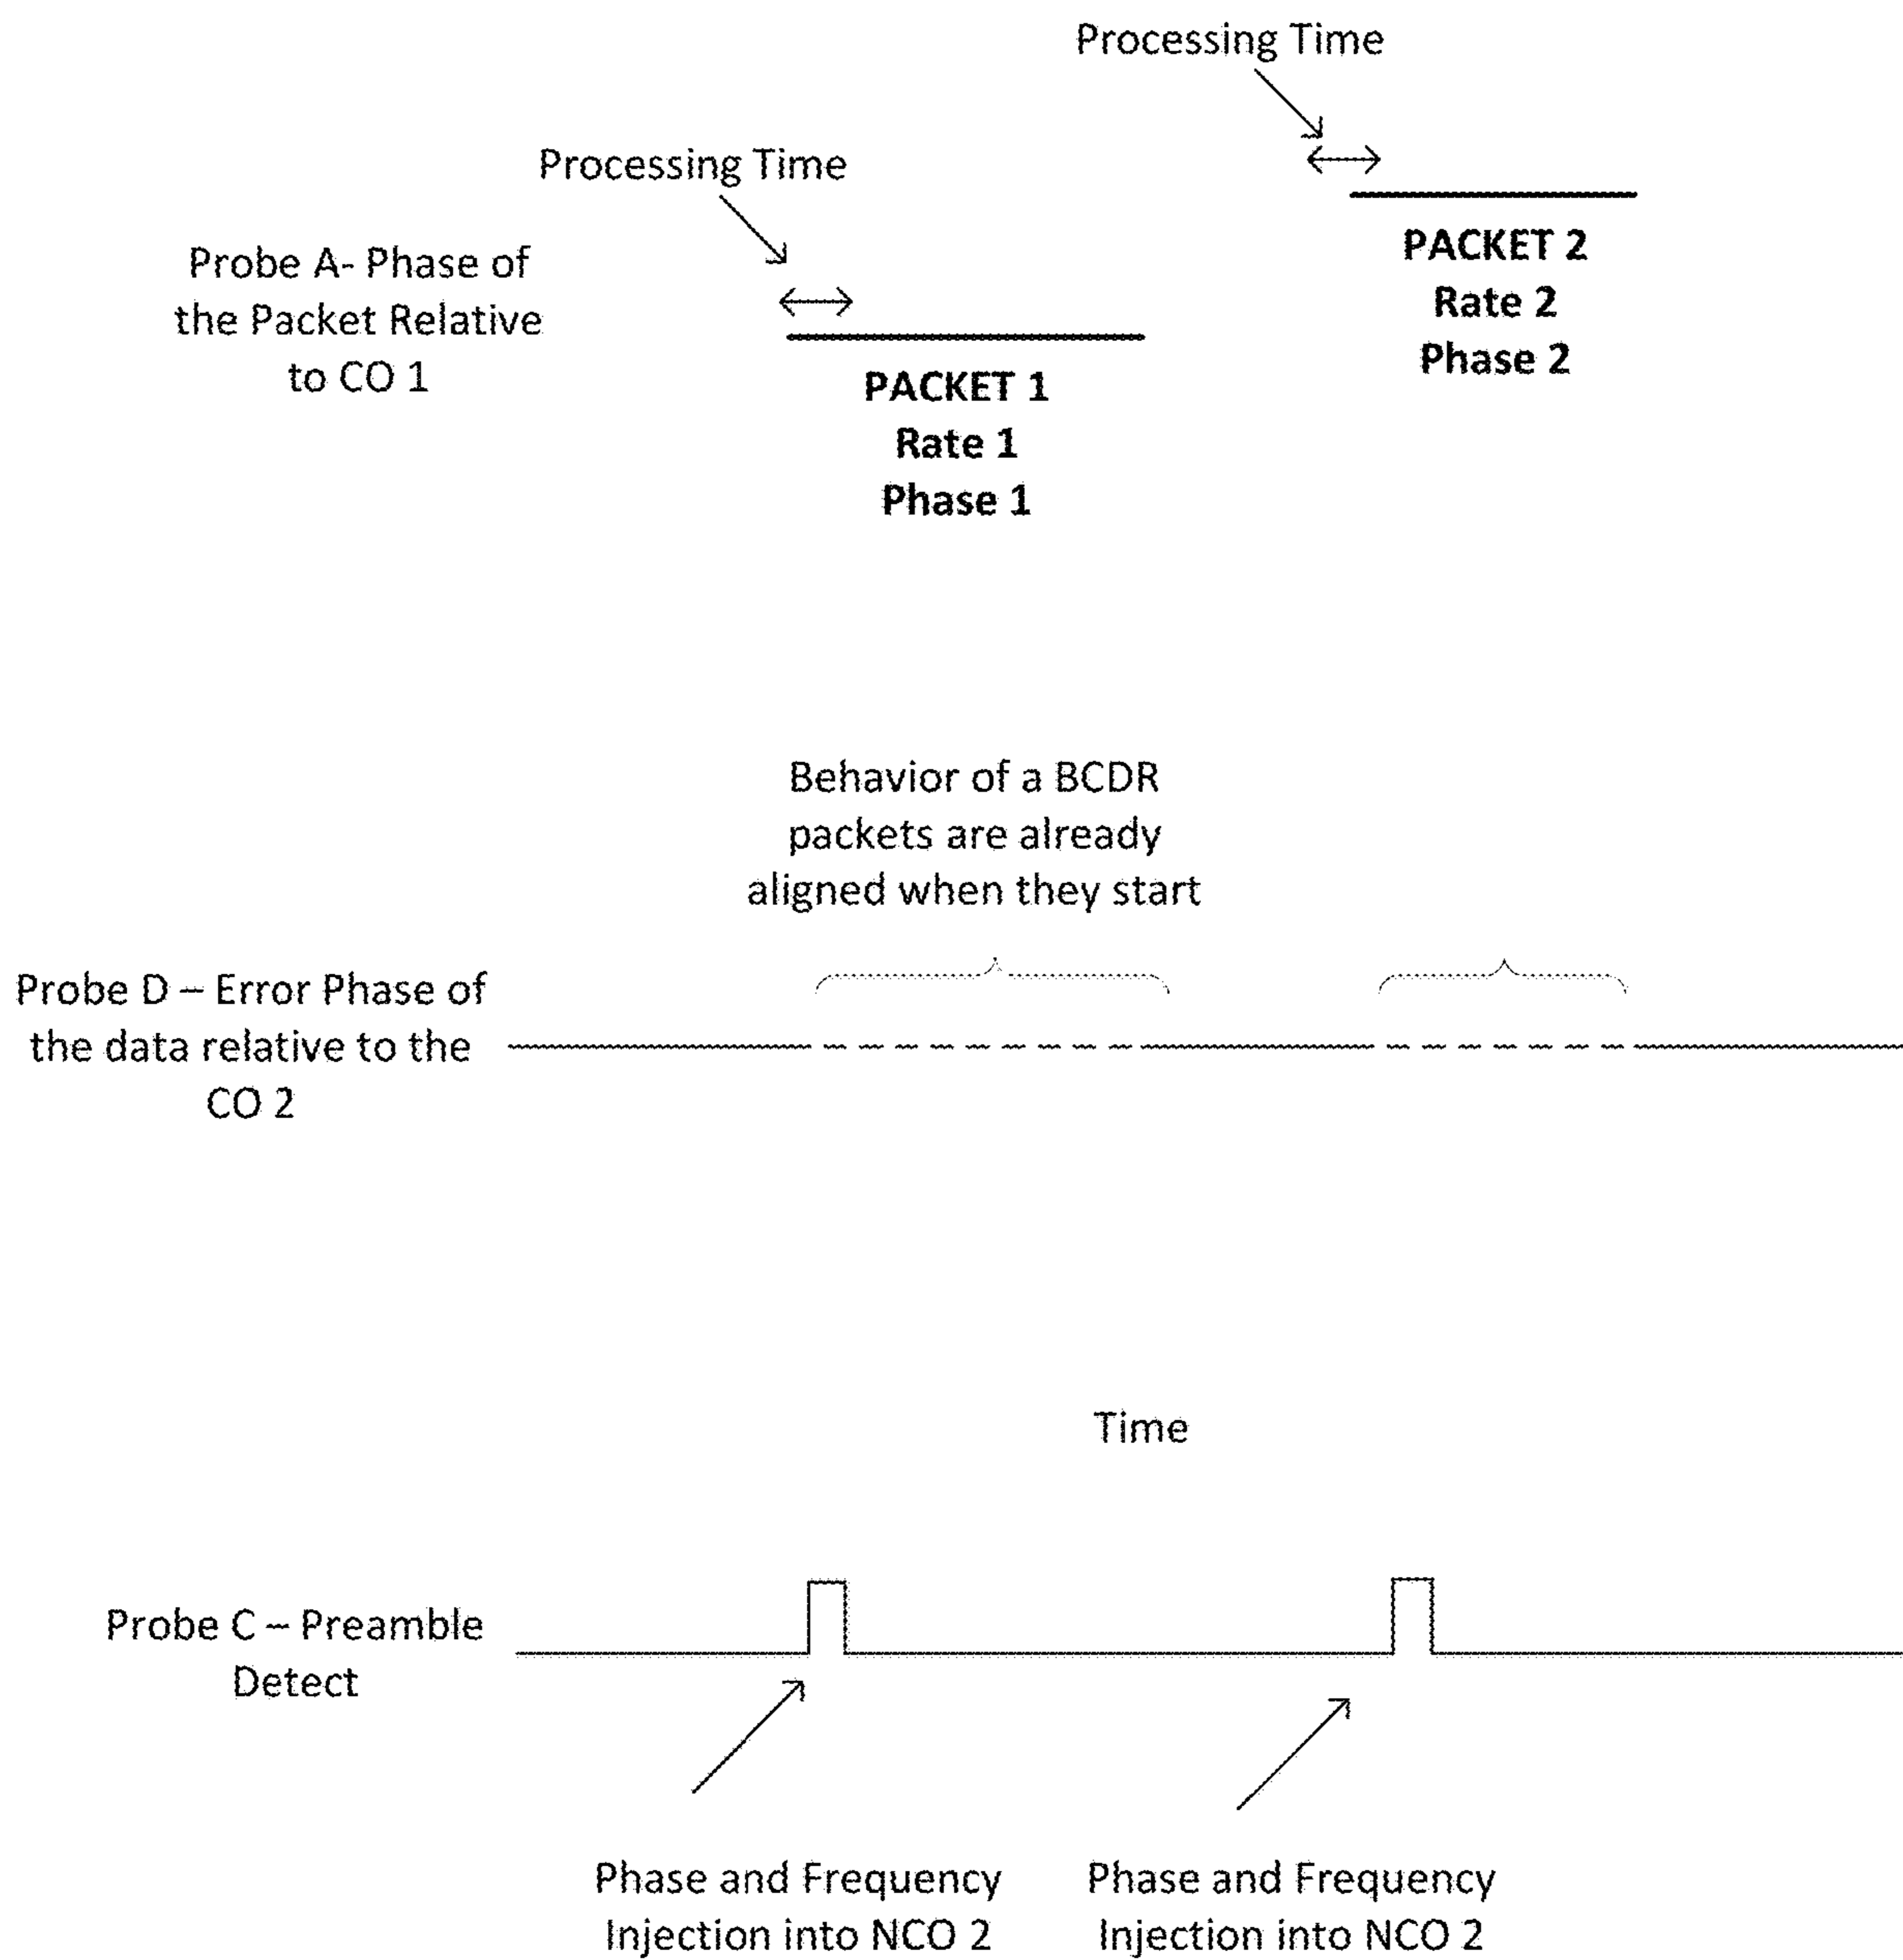 Processing Time
Processing Time
Probe A- Phase of
the Packet Relative
to CO 1
PACKET 2
Rate 2
Phase 2
PACKET 1
Rate 1
Phase 1
Behavior of a BCDR
packets are already
aligned when they start
Probe D – Error Phase of
the data relative to the
CO 2
Time
Probe C – Preamble
Detect
Phase and Frequency
Injection into NCO 2
Phase and Frequency
Injection into NCO 2